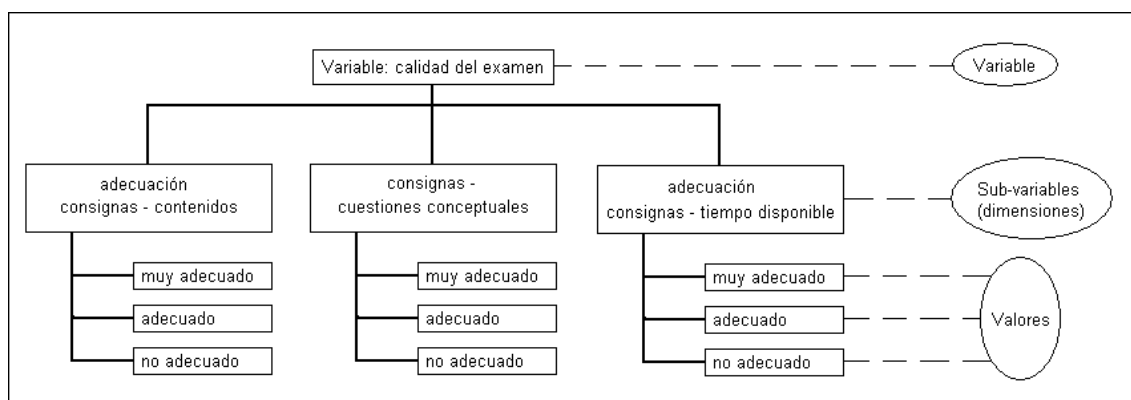 Variable: calidad del examen
Variable
adecuación
consignas - contenidos
consignas -
cuestiones conceptuales
adecuación
consignas - tiempo disponible
Sub-variables
(dimensiones)
muy adecuado
adecuado
no adecuado
muy adecuado
adecuado
no adecuado
muy adecuado
adecuado
no adecuado
Valores